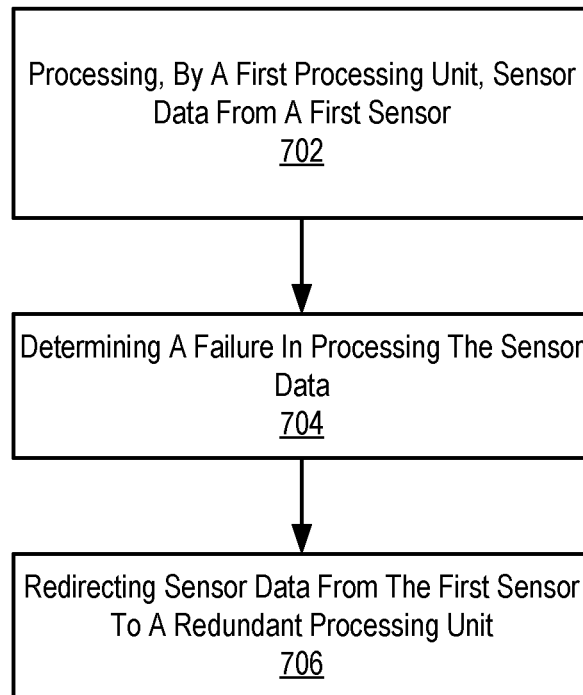 Processing, By A First Processing Unit, Sensor
Data From A First Sensor
702
Determining A Failure In Processing The Sensor
Data
704
Redirecting Sensor Data From The First Sensor
To A Redundant Processing Unit
706